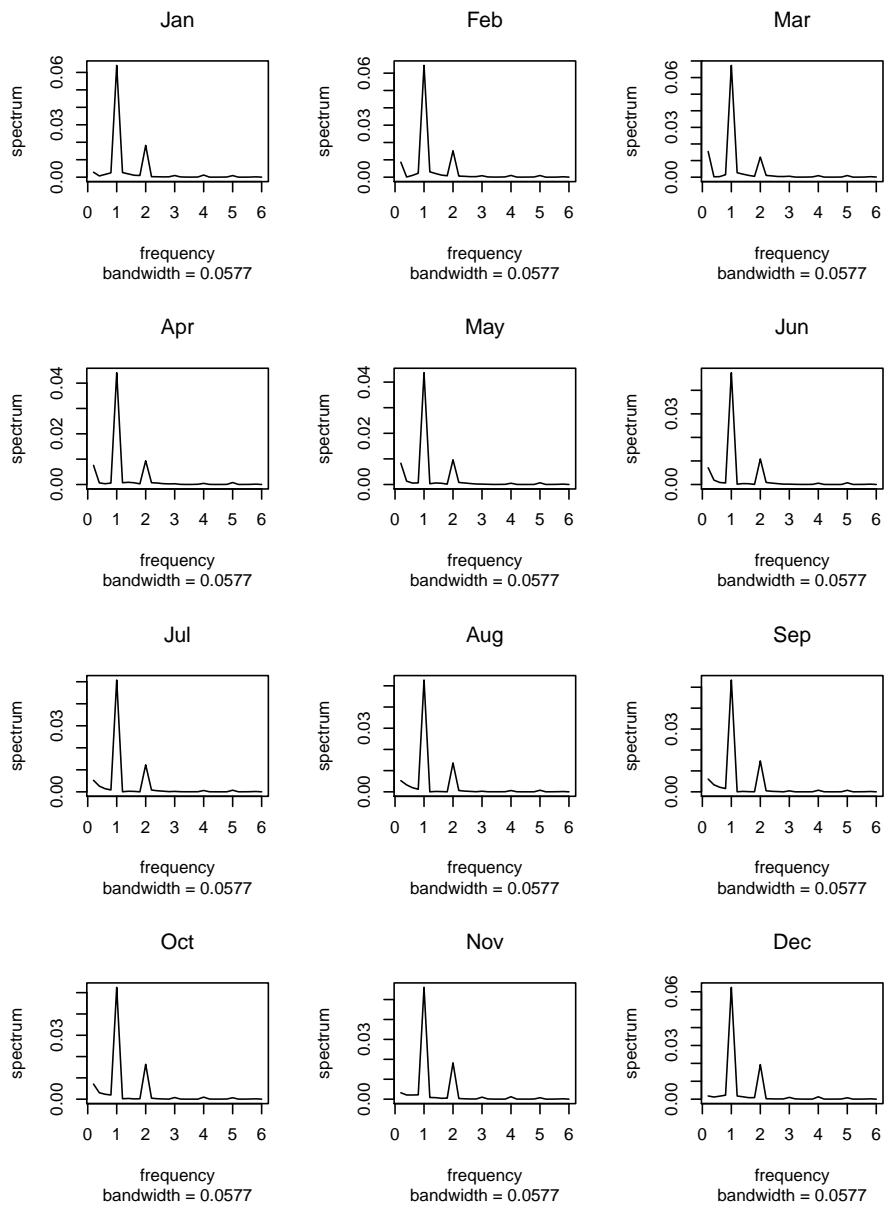 Jan
spectrum
0.00 0.03 0.06
0 1 2 3 4 5 6
frequency
bandwidth = 0.0577
Feb
spectrum
0.00 0.03 0.06
0 1 2 3 4 5 6
frequency
bandwidth = 0.0577
Mar
spectrum
0.00 0.03 0.06
0 1 2 3 4 5 6
frequency
bandwidth = 0.0577
Apr
spectrum
0.00 0.02 0.04
0 1 2 3 4 5 6
frequency
bandwidth = 0.0577
May
spectrum
0.00 0.02 0.04
0 1 2 3 4 5 6
frequency
bandwidth = 0.0577
Jun
spectrum
0.00 0.03
0 1 2 3 4 5 6
frequency
bandwidth = 0.0577
Jul
spectrum
0.00 0.03
0 1 2 3 4 5 6
frequency
bandwidth = 0.0577
Aug
spectrum
0.00 0.03
0 1 2 3 4 5 6
frequency
bandwidth = 0.0577
Sep
spectrum
0.00 0.03
0 1 2 3 4 5 6
frequency
bandwidth = 0.0577
Oct
spectrum
0.00 0.03
0 1 2 3 4 5 6
frequency
bandwidth = 0.0577
Nov
spectrum
0.00 0.03
0 1 2 3 4 5 6
frequency
bandwidth = 0.0577
Dec
spectrum
0.00 0.03 0.06
0 1 2 3 4 5 6
frequency
bandwidth = 0.0577